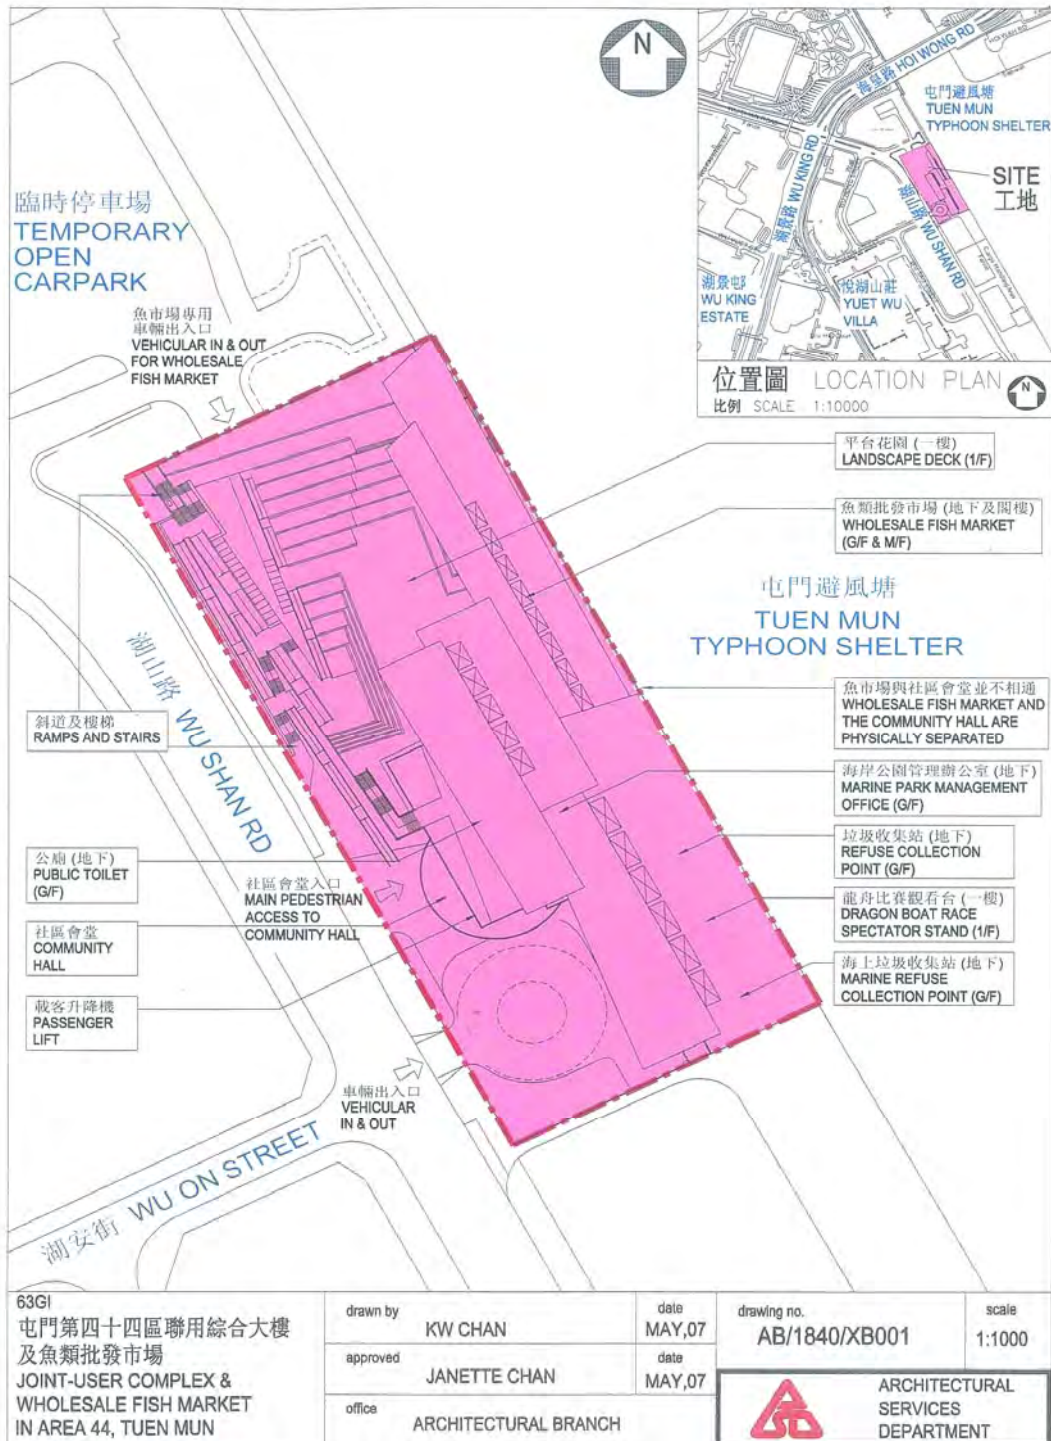 N
臨時停車場
TEMPORARY
OPEN
CARPARK
魚市場專用
車輛出入口
VEHICULAR IN & OUT
FOR WHOLESALE
FISH MARKET
海皇路 HOI WONG RD
屯門避風塘
TUEN MUN
TYPHOON SHELTER
SITE
工地
湖景路 WU KING RD
湖山路 WU SHAN RD
湖景邨
WU KING
ESTATE
悅湖山莊
YUET WU
VILLA
位置圖 LOCATION PLAN
比例 SCALE 1:10000
N
平台花園 (一樓)
LANDSCAPE DECK (1/F)
魚類批發市場 (地下及閣樓)
WHOLESALE FISH MARKET
(G/F & M/F)
屯門避風塘
TUEN MUN
TYPHOON SHELTER
魚市場與社區會堂並不相通
WHOLESALE FISH MARKET AND
THE COMMUNITY HALL ARE
PHYSICALLY SEPARATED
海岸公園管理辦公室 (地下)
MARINE PARK MANAGEMENT
OFFICE (G/F)
垃圾收集站 (地下)
REFUSE COLLECTION
POINT (G/F)
龍舟比賽觀看台 (一樓)
DRAGON BOAT RACE
SPECTATOR STAND (1/F)
海上垃圾收集站 (地下)
MARINE REFUSE
COLLECTION POINT (G/F)
湖山路 WU SHAN RD
斜道及樓梯
RAMPS AND STAIRS
公廁 (地下)
PUBLIC TOILET
(G/F)
社區會堂入口
MAIN PEDESTRIAN
ACCESS TO
COMMUNITY HALL
社區會堂
COMMUNITY
HALL
載客升降機
PASSENGER
LIFT
車輛出入口
VEHICULAR
IN & OUT
湖安街 WU ON STREET
63GI
屯門第四十四區聯用綜合大樓
及魚類批發市場
JOINT-USER COMPLEX &
WHOLESALE FISH MARKET
IN AREA 44, TUEN MUN
drawn by
KW CHAN
date
MAY,07
approved
JANETTE CHAN
date
MAY,07
office
ARCHITECTURAL BRANCH
drawing no.
AB/1840/XB001
scale
1:1000
ASD
ARCHITECTURAL
SERVICES
DEPARTMENT